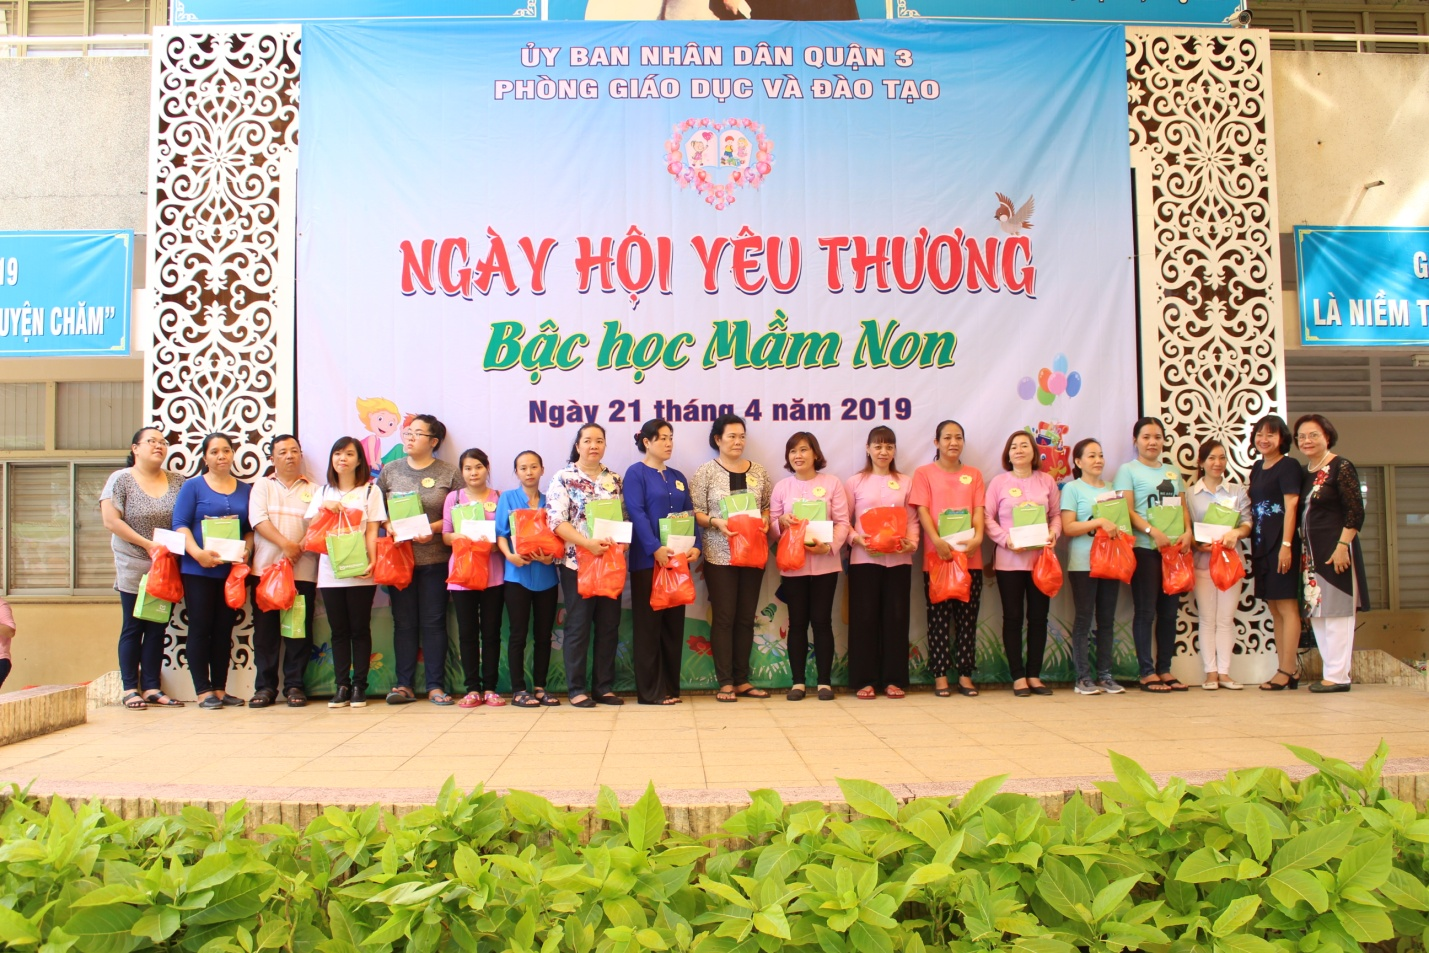 ỦY BAN NHÂN DÂN QUẬN 3
PHÒNG GIÁO DỤC VÀ ĐÀO TẠO
NGÀY HỘI YÊU THƯƠNG
Bậc học Mầm Non
Ngày 21 tháng 4 năm 2019
19
UYỆN CHĂM”
G
LÀ NIỀM T